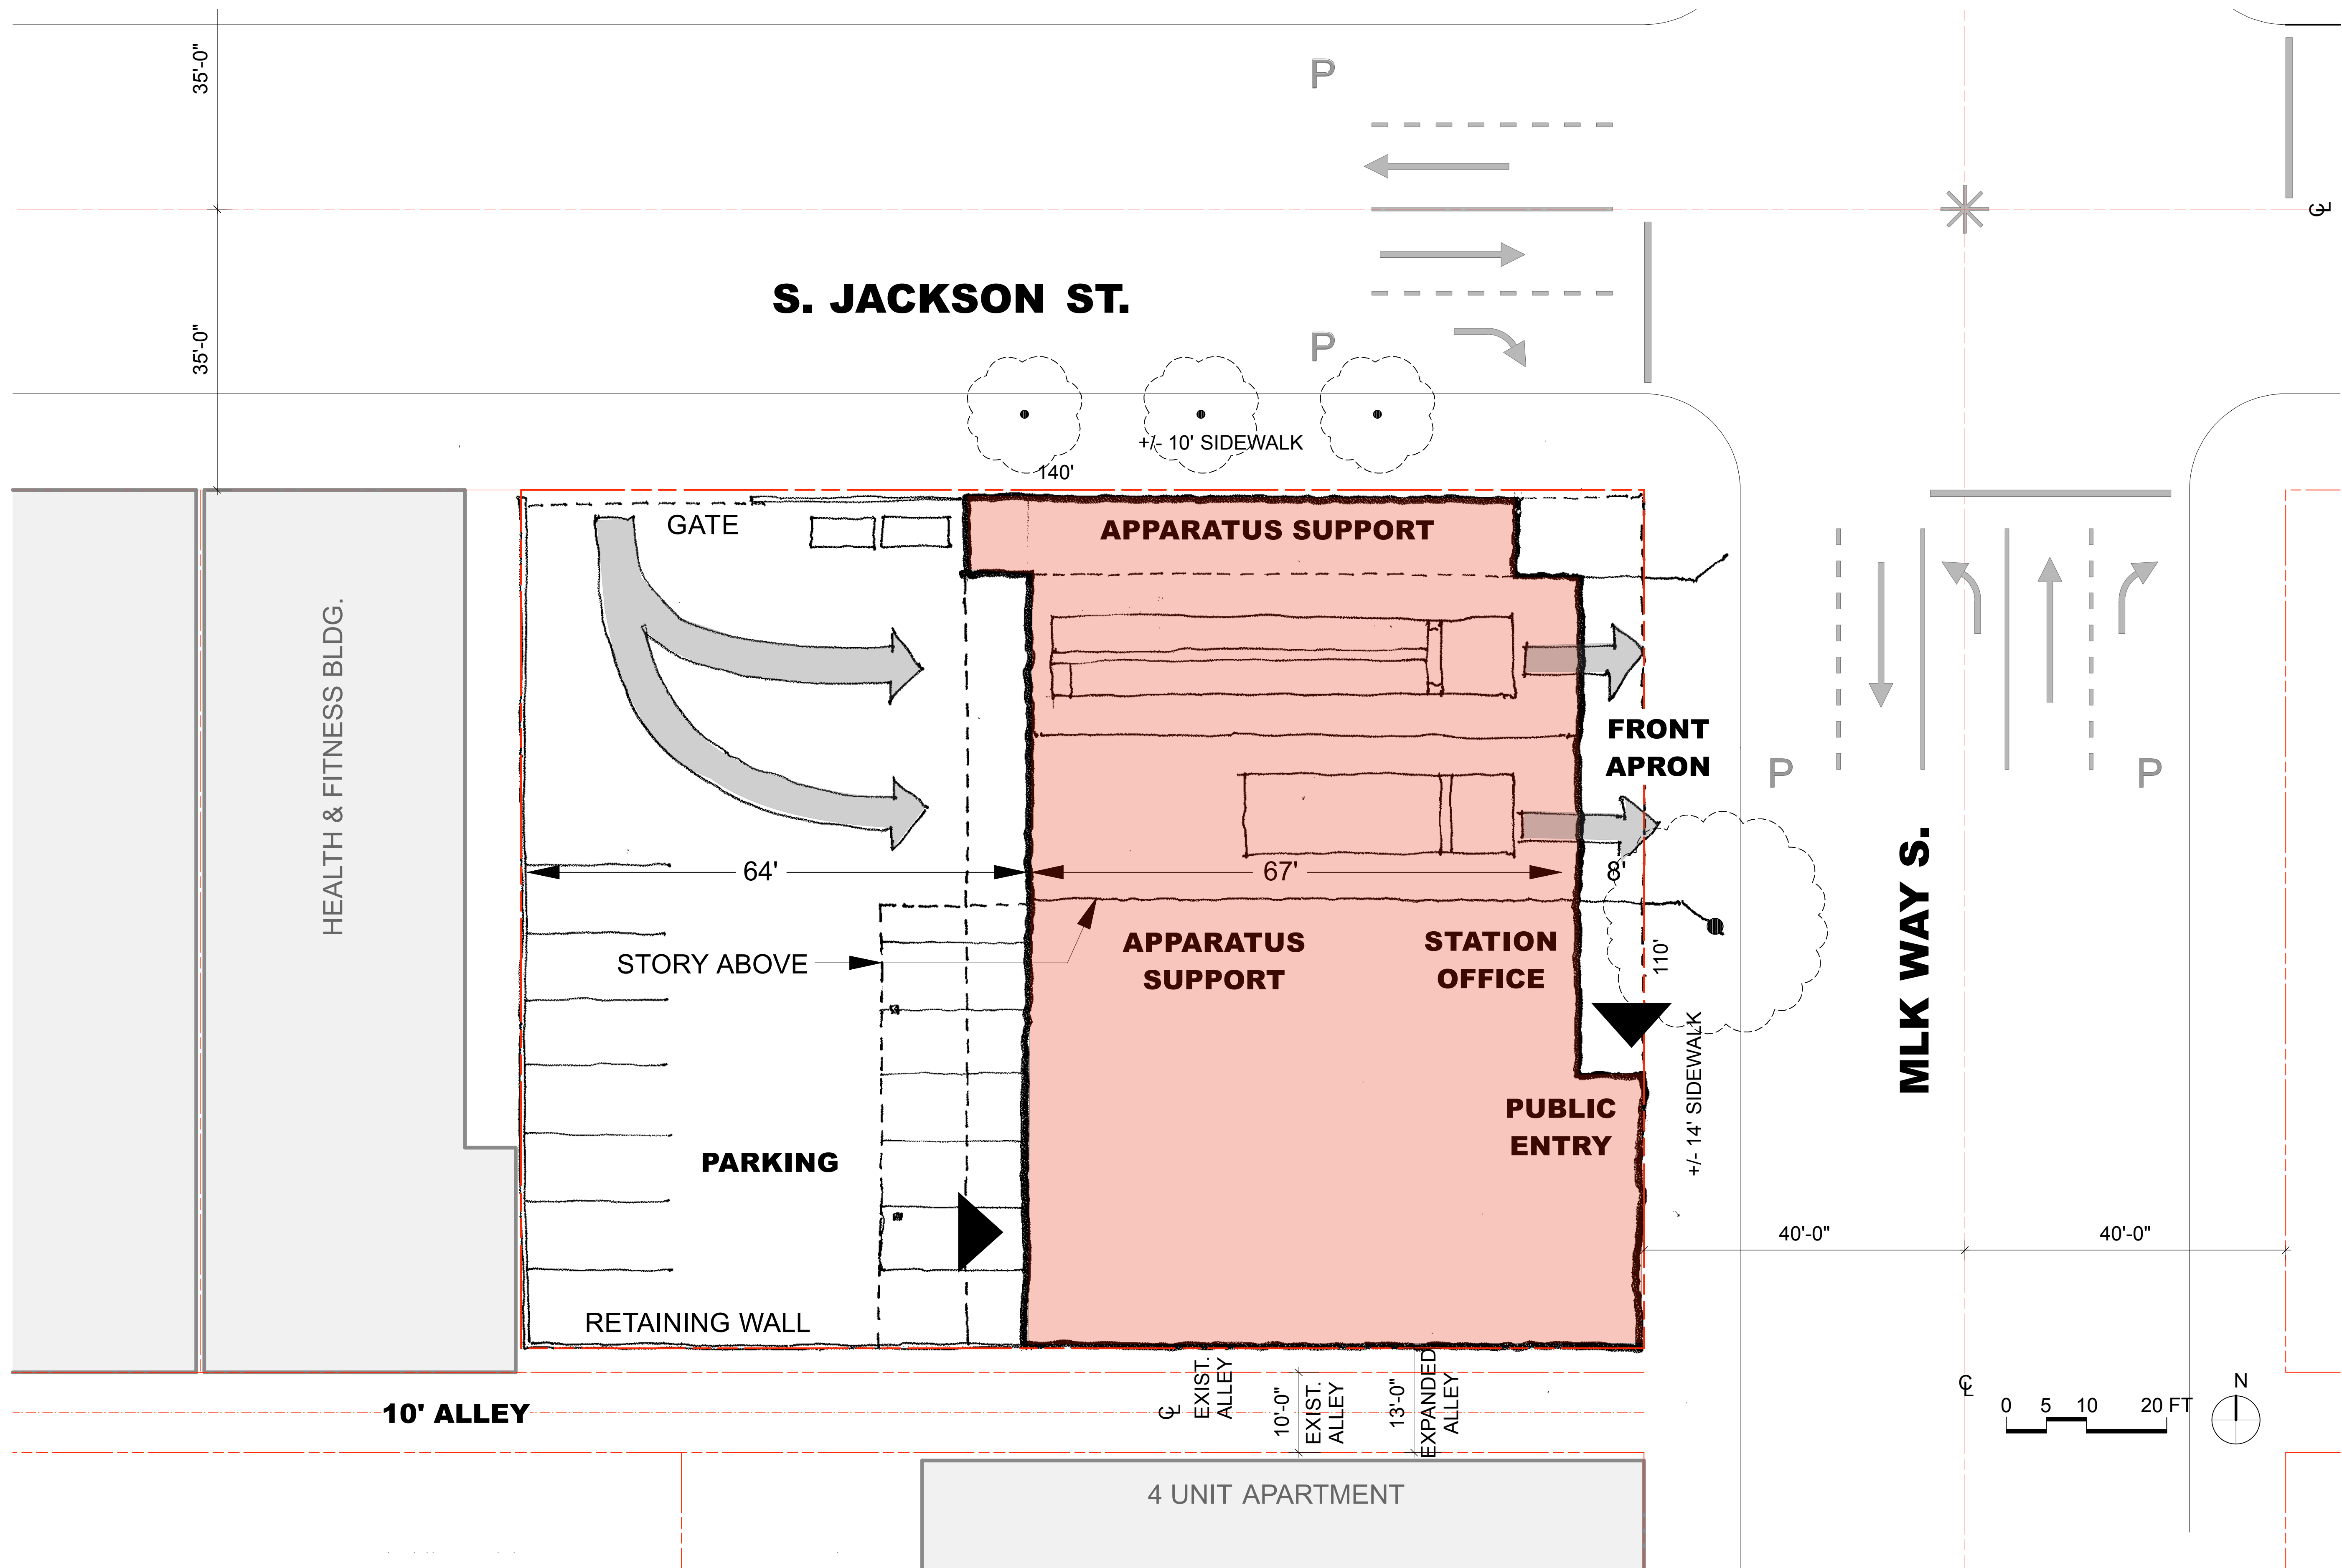 35'-0"
P
℄
35'-0"
S. JACKSON ST.
P
+/- 10' SIDEWALK
140'
GATE
APPARATUS SUPPORT
HEALTH & FITNESS BLDG.
FRONT
APRON
P
P
64'
67'
8'
MLK WAY S.
STORY ABOVE
APPARATUS
SUPPORT
STATION
OFFICE
110'
+/- 14' SIDEWALK
PARKING
PUBLIC
ENTRY
40'-0"
40'-0"
RETAINING WALL
10' ALLEY
℄
EXIST.
ALLEY
10'-0"
EXIST.
ALLEY
13'-0"
EXPANDED
ALLEY
℄
0 5 10 20 FT
N
4 UNIT APARTMENT